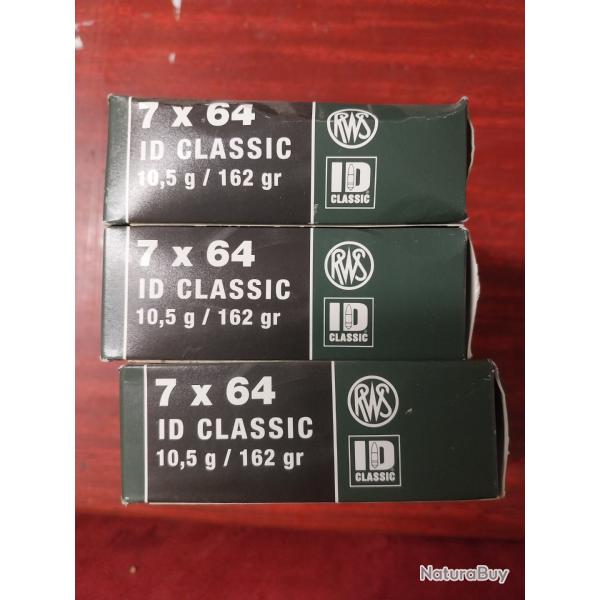 7 x 64
ID CLASSIC
10,5 g / 162 gr
RWS
ID
CLASSIC
7 x 64
ID CLASSIC
10,5 g / 162 gr
RWS
ID
CLASSIC
7 x 64
ID CLASSIC
10,5 g / 162 gr
RWS
ID
CLASSIC
NaturaBuy